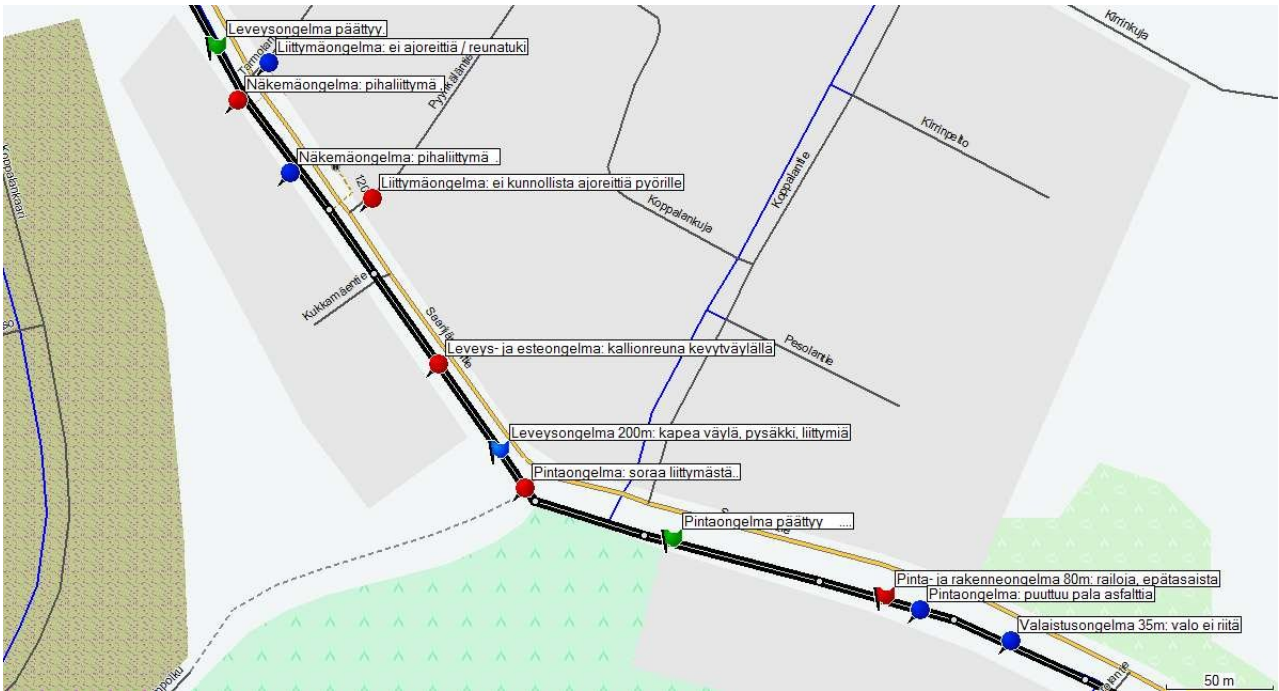 Leveysongelma päättyy.
Liittymäongelma: ei ajoreittiä / reunatuki
Näkemäongelma: pihaliittymä .
Pyynkäläntie
Kirrinkuja
Kirrinpelto
Näkemäongelma: pihaliittymä .
Liittymäongelma: ei kunnollista ajoreittiä pyörille
120
Koppalankaari
Koppalantie
Koppalankuja
Kukkamäentie
Pesolantie
Leveys- ja esteongelma: kallionreuna kevytväylällä
Leveysongelma 200m: kapea väylä, pysäkki, liittymiä
Pintaongelma: soraa liittymästä..
Pintaongelma päättyy ....
Pinta- ja rakenneongelma 80m: railoja, epätasaista
Pintaongelma: puuttuu pala asfalttia
Valaistusongelma 35m: valo ei riitä
50 m